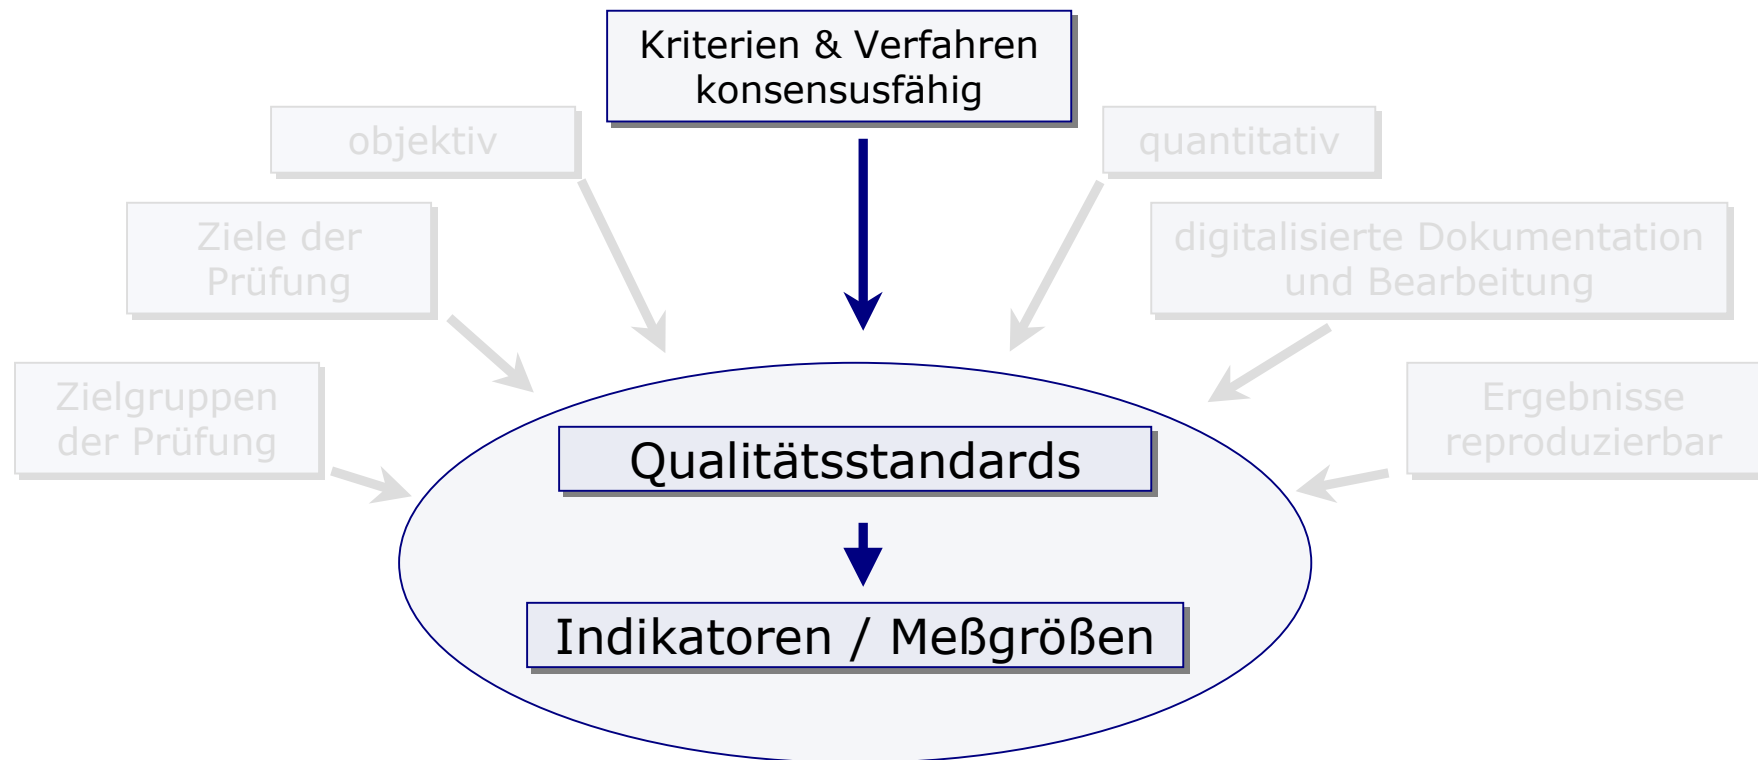 Kriterien & Verfahren
konsensusfähig
objektiv
quantitativ
Ziele der
Prüfung
digitalisierte Dokumentation
und Bearbeitung
Zielgruppen
der Prüfung
Ergebnisse
reproduzierbar
Qualitätsstandards
Indikatoren / Meßgrößen